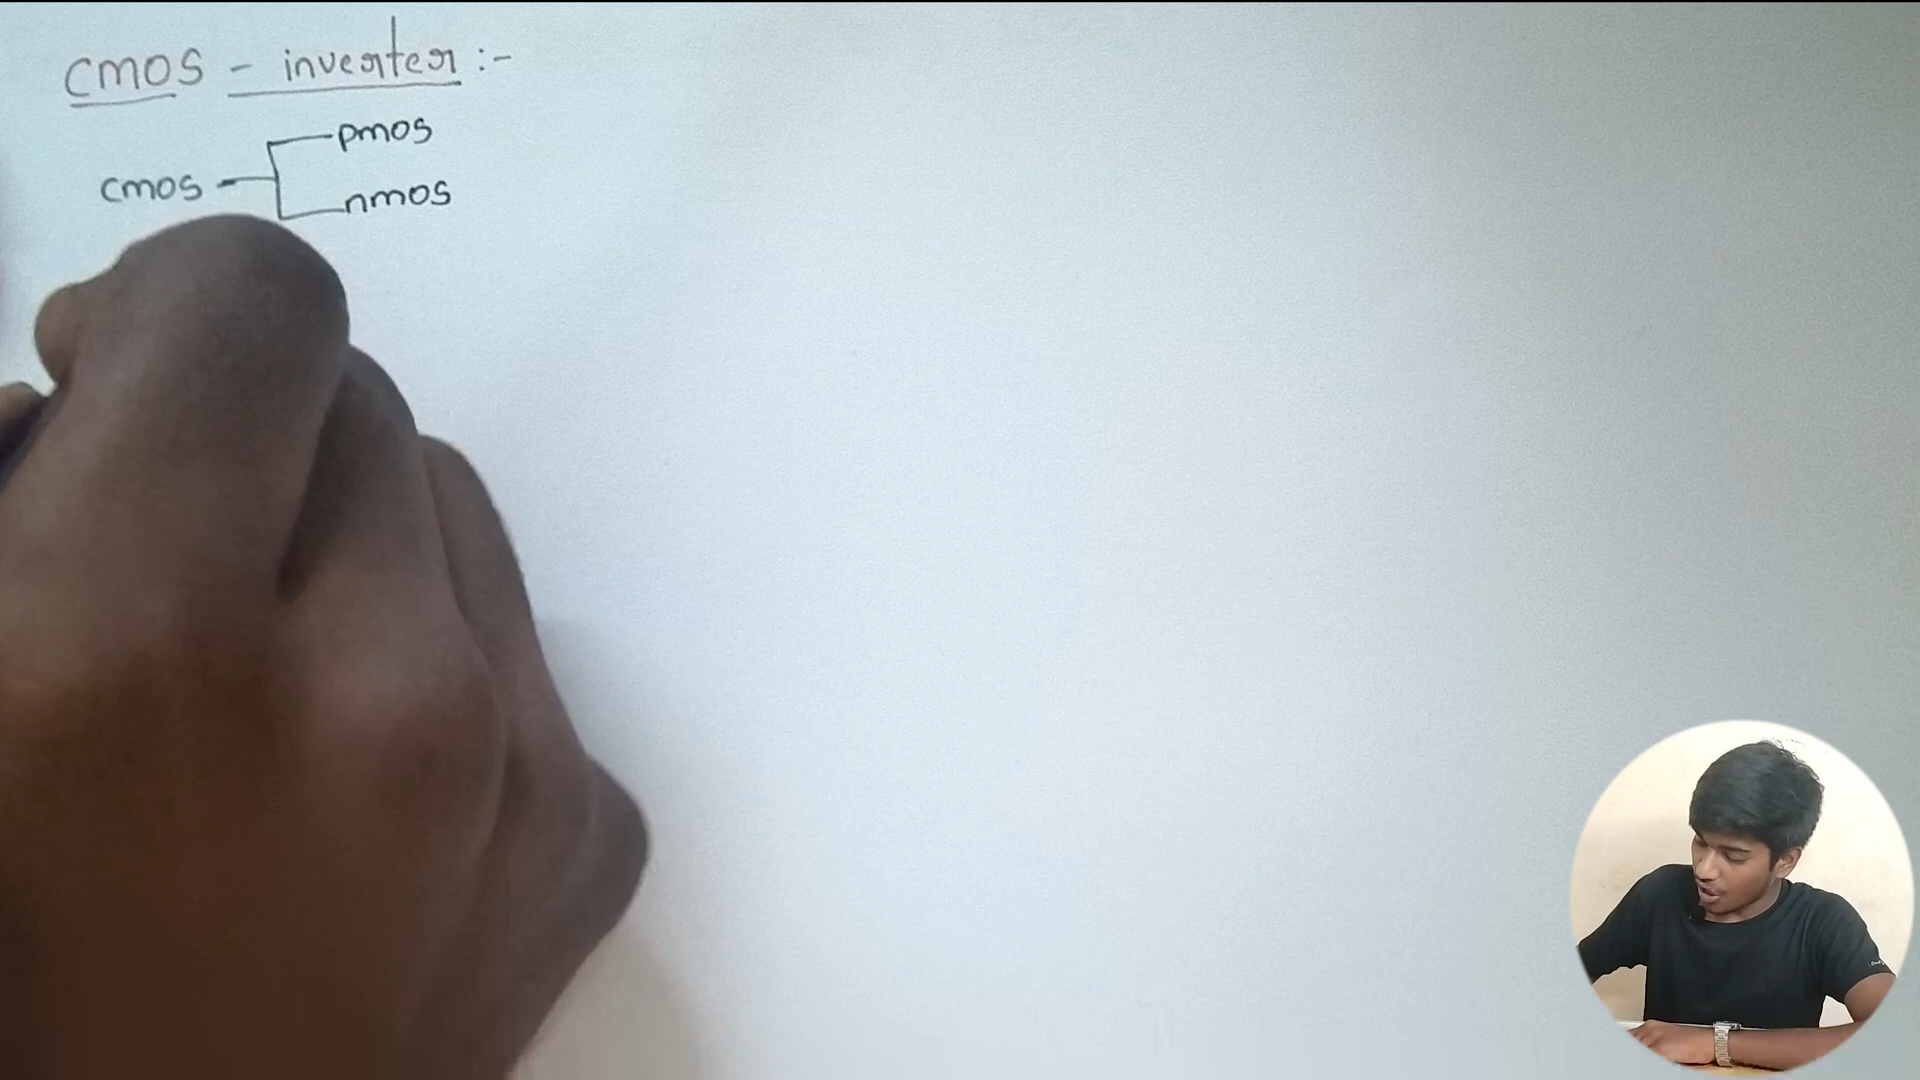 cmos - inverter :-
pmos
cmos
nmos